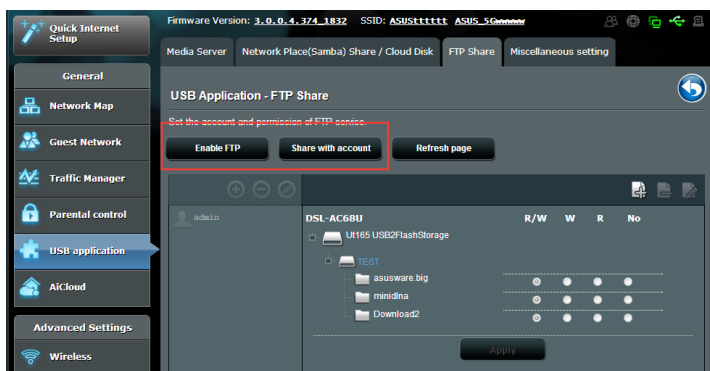 Quick Internet
Setup
Firmware Version: 3.0.0.4.374_1832 SSID: ASUSttttt ASUS_5G
Media Server Network Place(Samba) Share / Cloud Disk FTP Share Miscellaneous setting
General
Network Map
Guest Network
Traffic Manager
Parental control
USB application
AiCloud
Advanced Settings
Wireless
USB Application - FTP Share
Set the account and permission of FTP service.
Enable FTP Share with account Refresh page
admin
DSL-AC68U R/W W R No
Ut165 USB2FlashStorage
TEST
asusware.big
minidlna
Download2
Apply